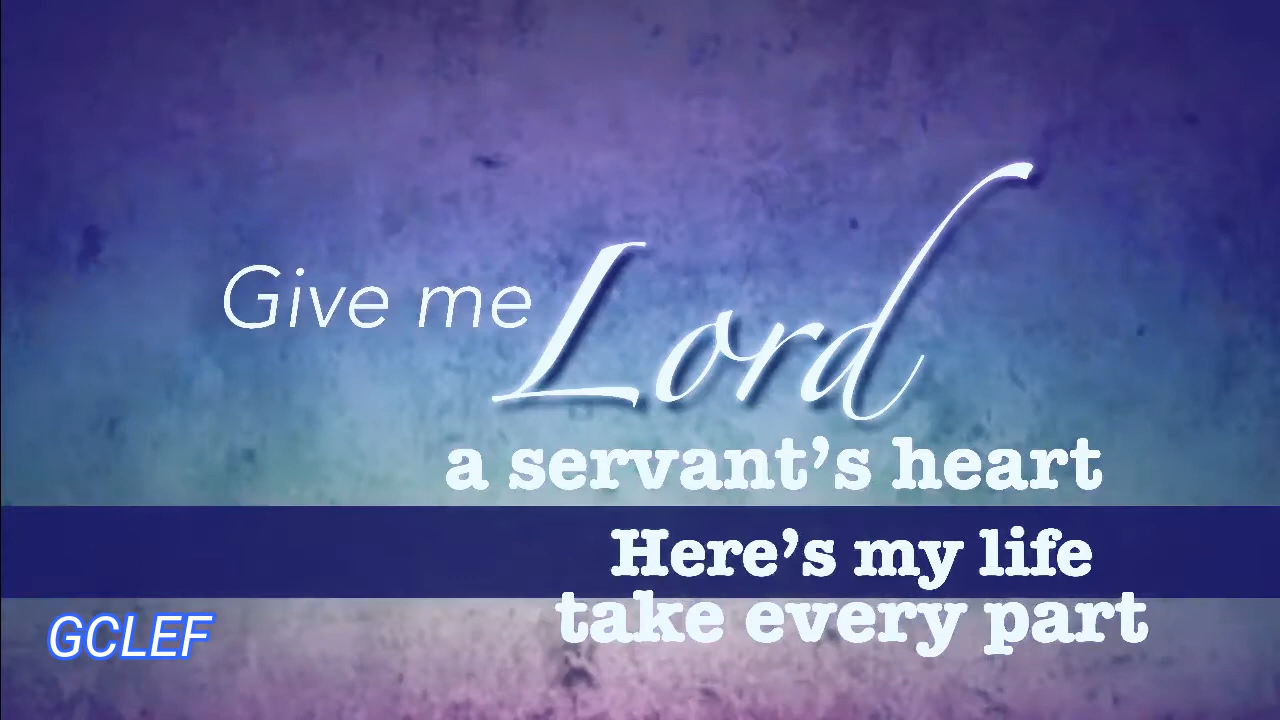 Give me Lord
a servant’s heart
Here’s my life
take every part
GCLEF